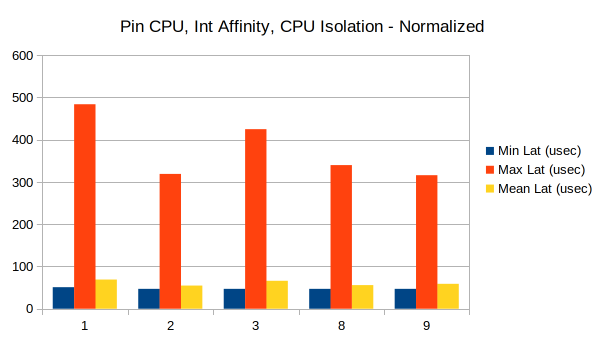 Pin CPU, Int Affinity, CPU Isolation - Normalized
600
500
400
300
200
100
0
1 2 3 8 9
Min Lat (usec)
Max Lat (usec)
Mean Lat (usec)